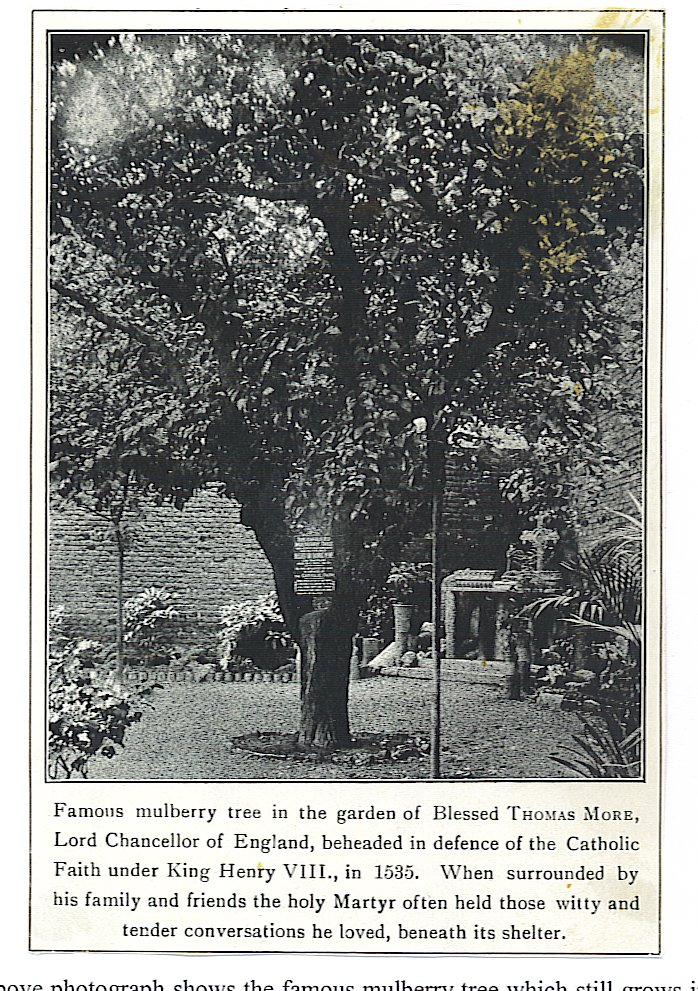 Famous mulberry tree in the garden of Blessed THOMAS MORE,
Lord Chancellor of England, beheaded in defence of the Catholic
Faith under King Henry VIII., in 1535. When surrounded by
his family and friends the holy Martyr often held those witty and
tender conversations he loved, beneath its shelter.
photograph shows the famous mulberry tree which still grows